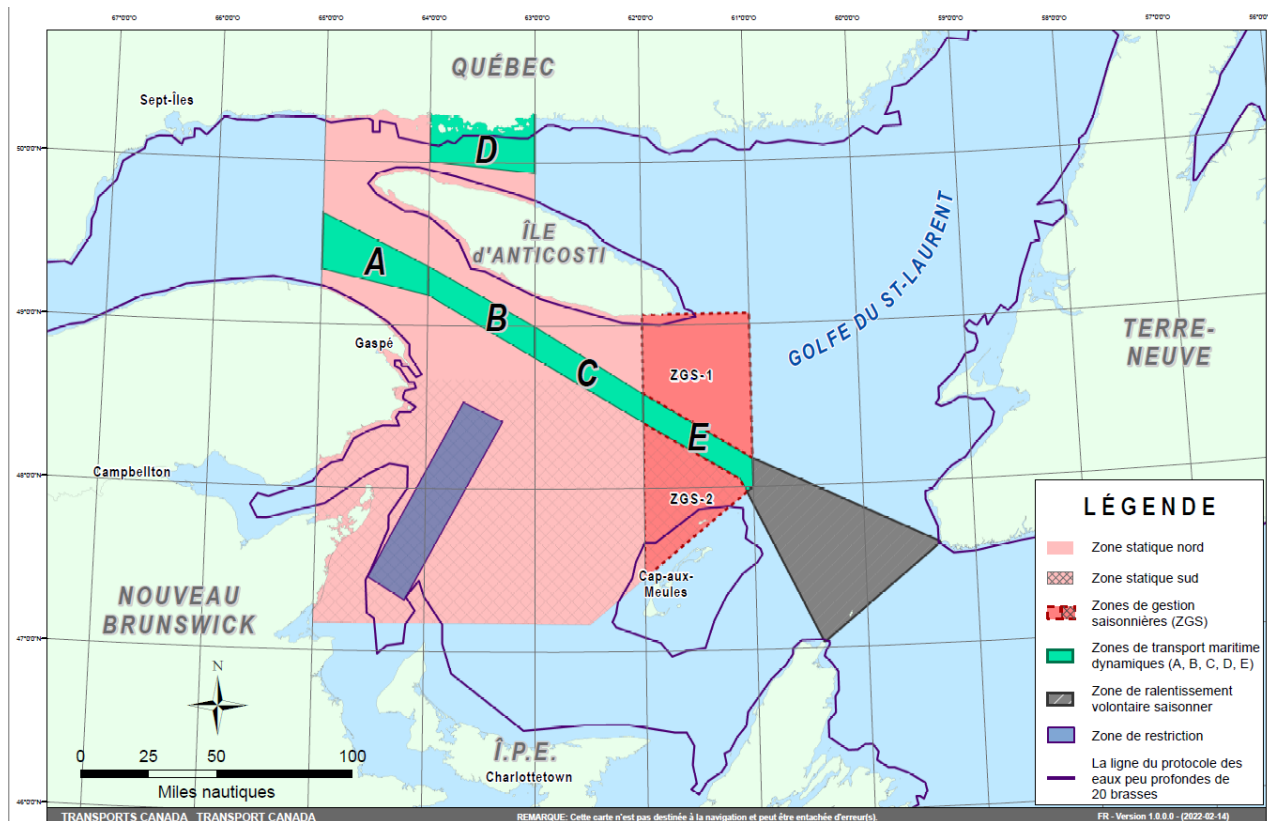 67°0'0"O
66°0'0"O
65°0'0"O
64°0'0"O
63°0'0"O
62°0'0"O
61°0'0"O
60°0'0"O
59°0'0"O
58°0'0"O
57°0'0"O
56°0'0"O
QUÉBEC
Sept-Îles
50°0'0"N
D
ÎLE
d'ANTICOSTI
A
B
49°0'0"N
Gaspé
C
ZGS-1
GOLFE DU ST-LAURENT
TERRE-
NEUVE
E
Campbellton
48°0'0"N
ZGS-2
Cap-aux-
Meules
NOUVEAU
BRUNSWICK
47°0'0"N
N
Î.P.E.
Charlottetown
0 25 50 100
Miles nautiques
46°0'0"N
LÉGENDE
Zone statique nord
Zone statique sud
Zones de gestion
saisonnières (ZGS)
Zones de transport maritime
dynamiques (A, B, C, D, E)
Zone de ralentissement
volontaire saisonner
Zone de restriction
La ligne du protocole des
eaux peu profondes de
20 brasses
TRANSPORTS CANADA TRANSPORT CANADA
REMARQUE: Cette carte n'est pas destinée à la navigation et peut être entachée d'erreur(s).
FR - Version 1.0.0.0 - (2022-02-14)